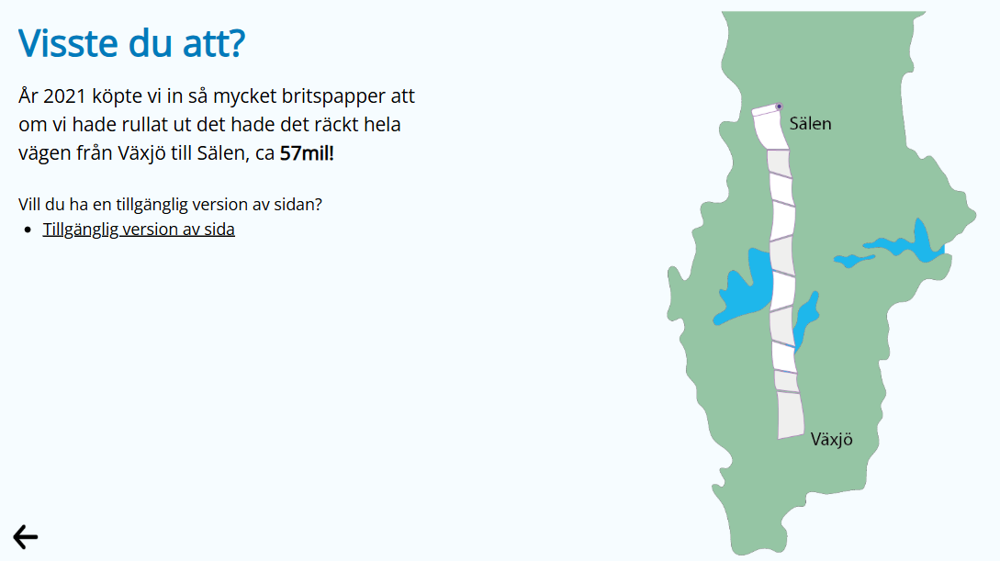 Visste du att?
År 2021 köpte vi in så mycket britspapper att
om vi hade rullat ut det hade det räckt hela
vägen från Växjö till Sälen, ca 57mil!
Vill du ha en tillgänglig version av sidan?
Tillgänglig version av sida
Sälen
Växjö